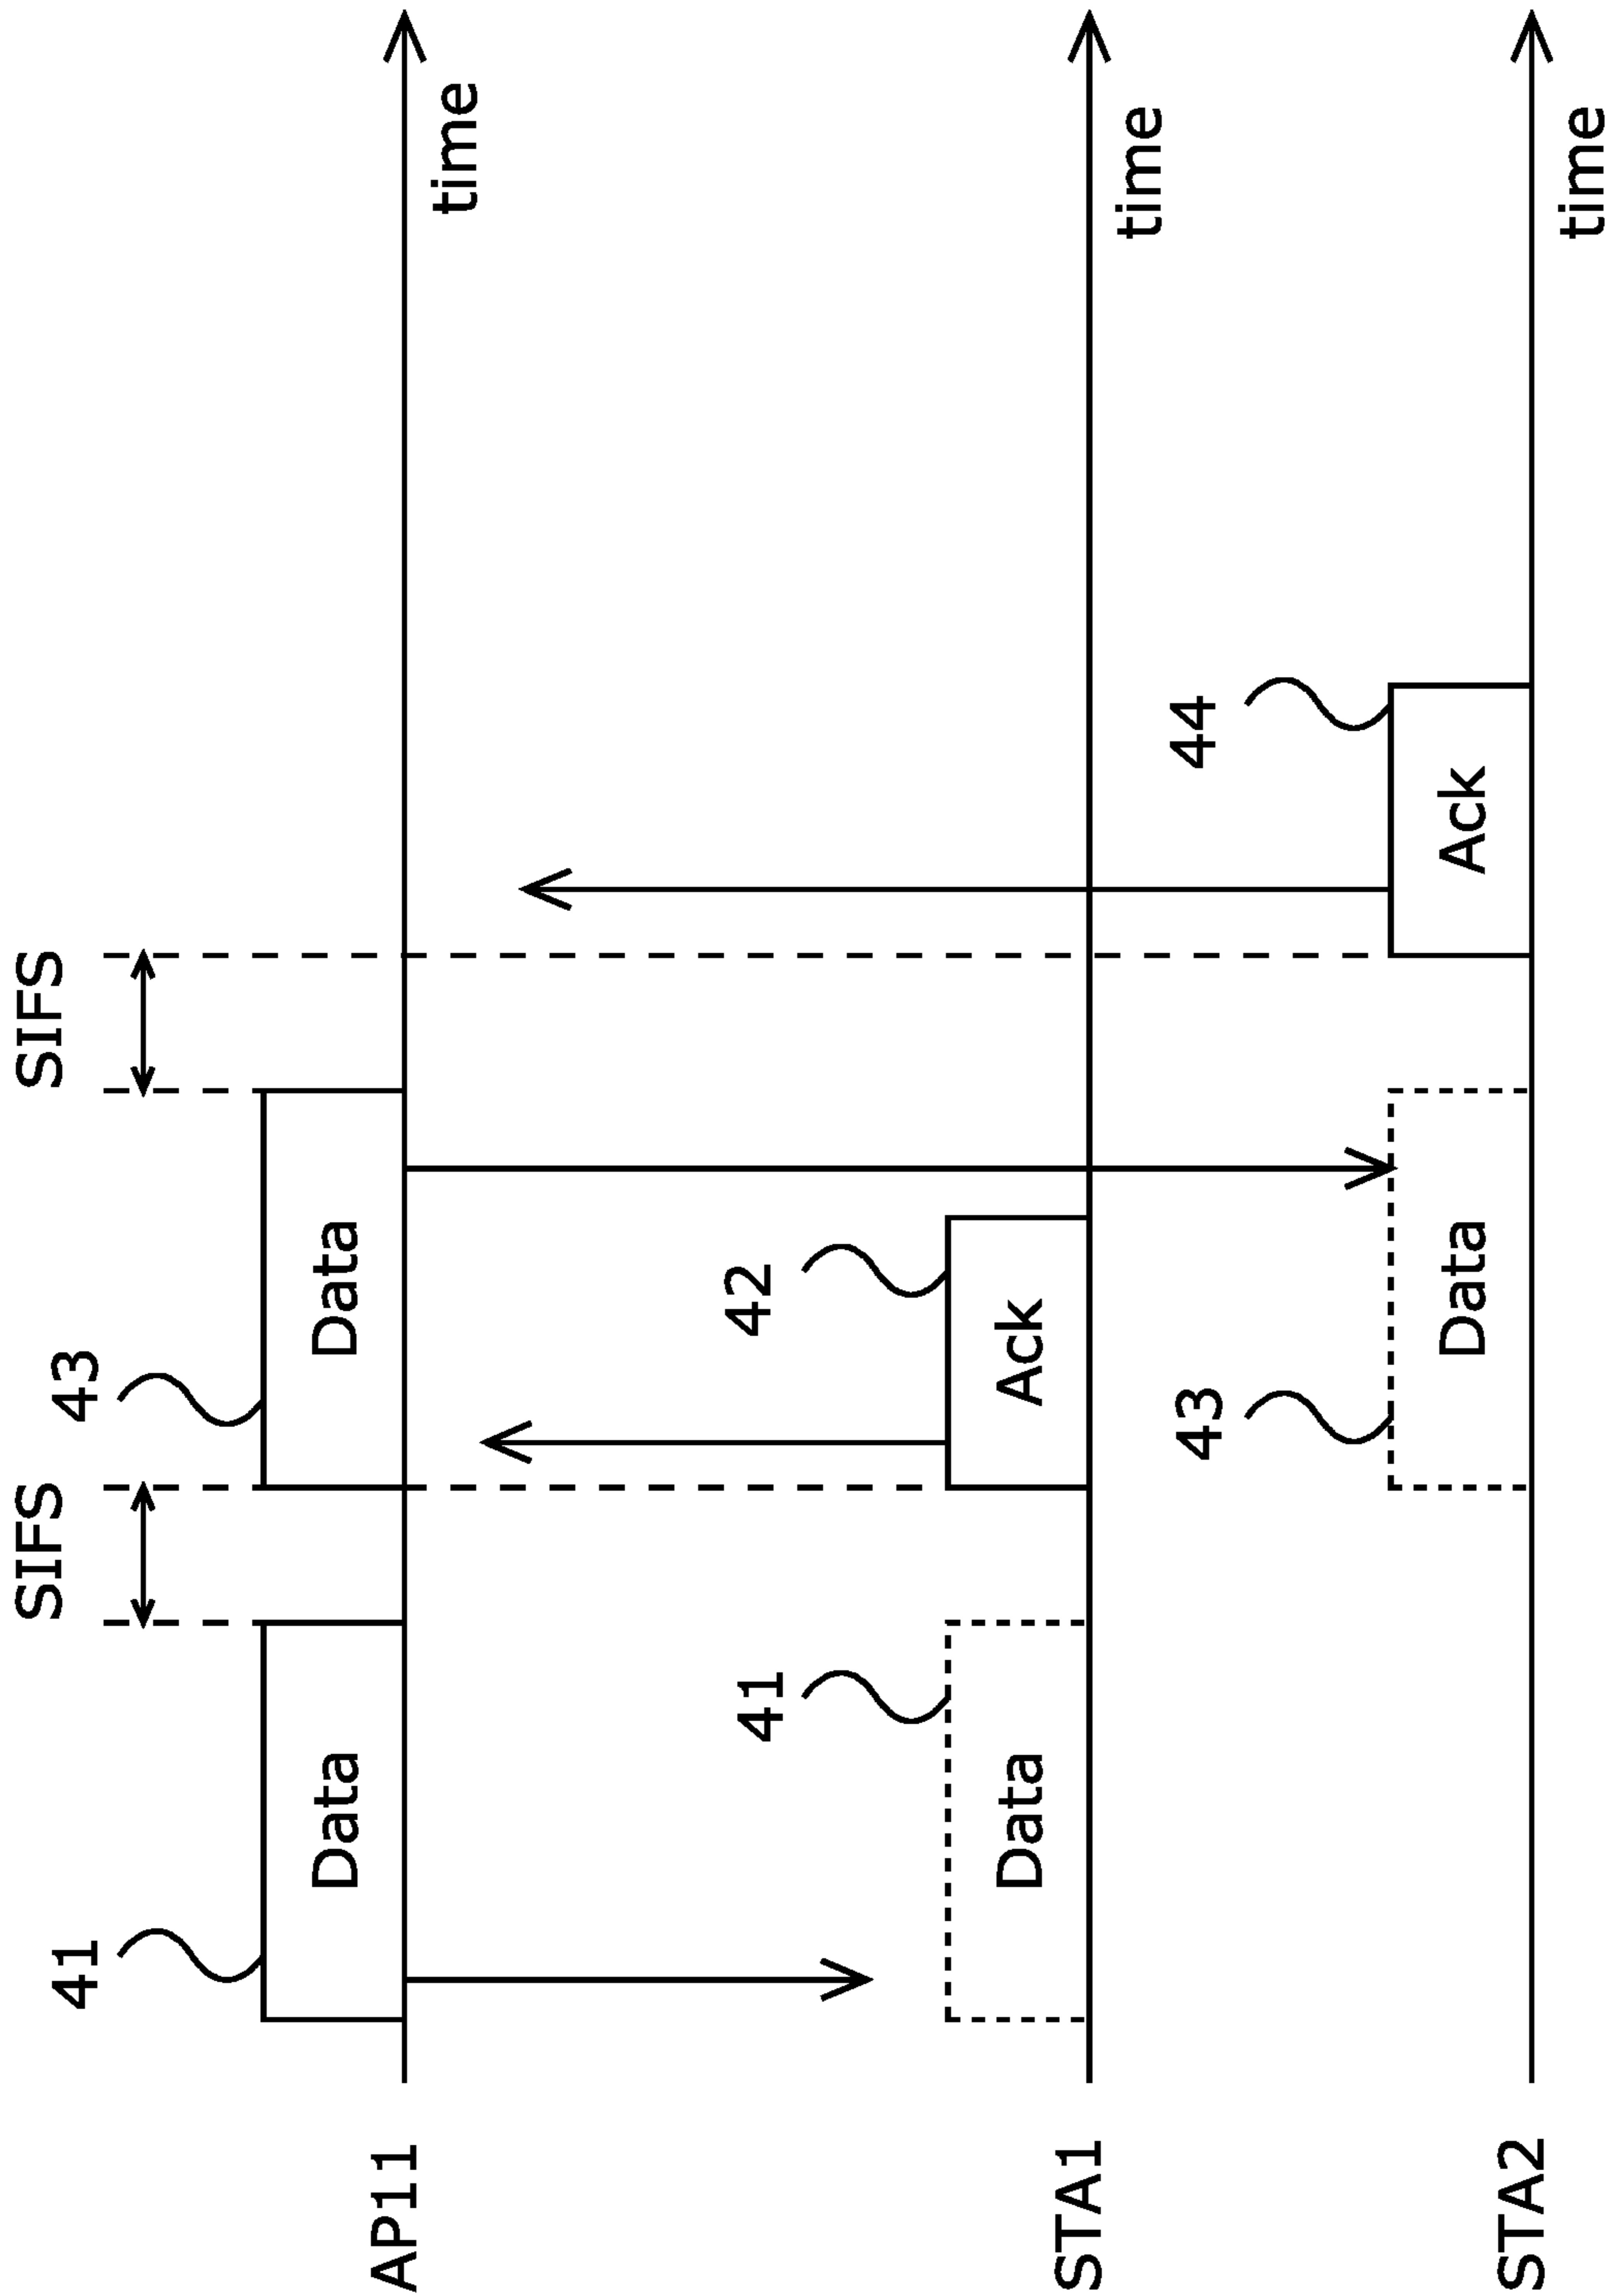 SIFS SIFS
41 43
AP11 Data Data time
41 42
STA1 Data Ack time
43 44
STA2 Data Ack time